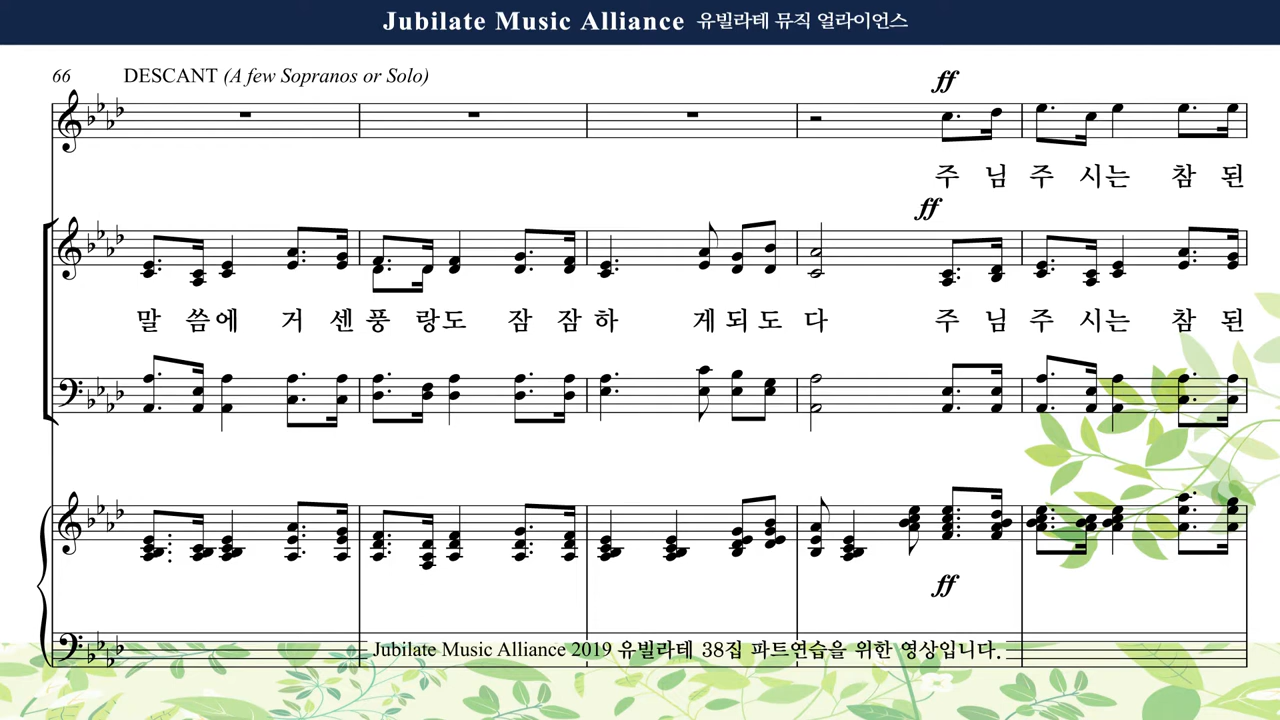 Jubilate Music Alliance 유빌라테 뮤직 얼라이언스
66 DESCANT (A few Sopranos or Solo)
ff
주 님 주 시는 참 된
ff
말 씀에 거 센 풍 랑도 잠 잠 하 게 되 도 다 주 님 주 시는 참 된
ff
Jubilate Music Alliance 2019 유빌라테 38집 파트연습을 위한 영상입니다.